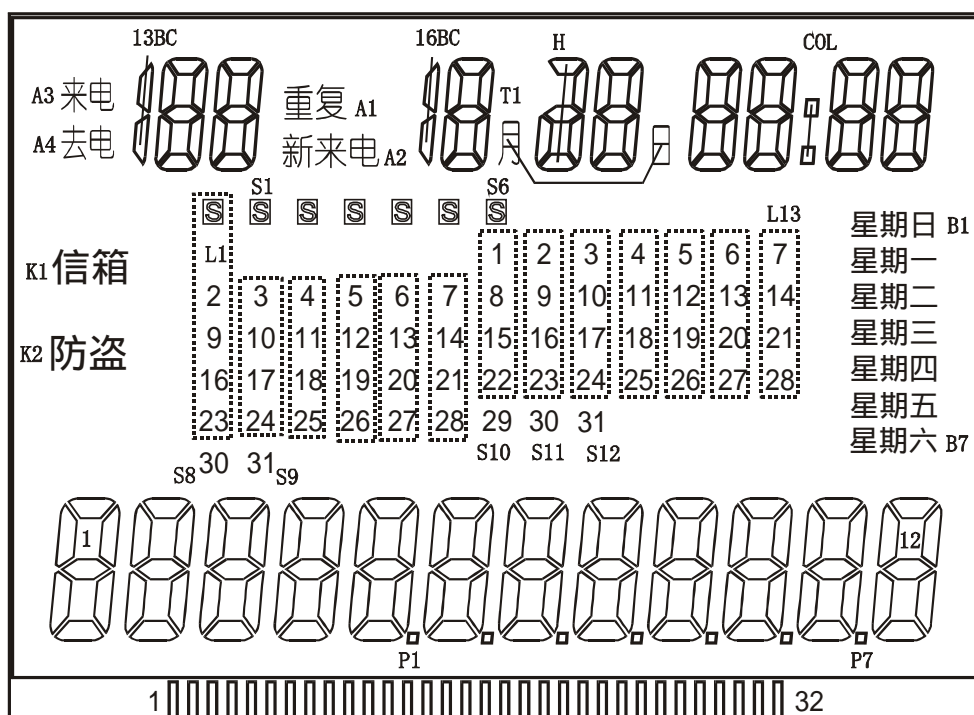 13BC 16BC H COL
A3 来电 重复 A1 T1
A4 去电 新来电 A2 月 日
S1 S6
S S S S S S S L13
L1 1 2 3 4 5 6 7 星期日 B1
K1 信箱 星期一
2 3 4 5 6 7 8 9 10 11 12 13 14 星期二
K2 防盗 9 10 11 12 13 14 15 16 17 18 19 20 21 星期三
16 17 18 19 20 21 22 23 24 25 26 27 28 星期四
23 24 25 26 27 28 29 30 31 星期五
S10 S11 S12 星期六 B7
S8 30 31 S9
1 12
P1 P7
1 32